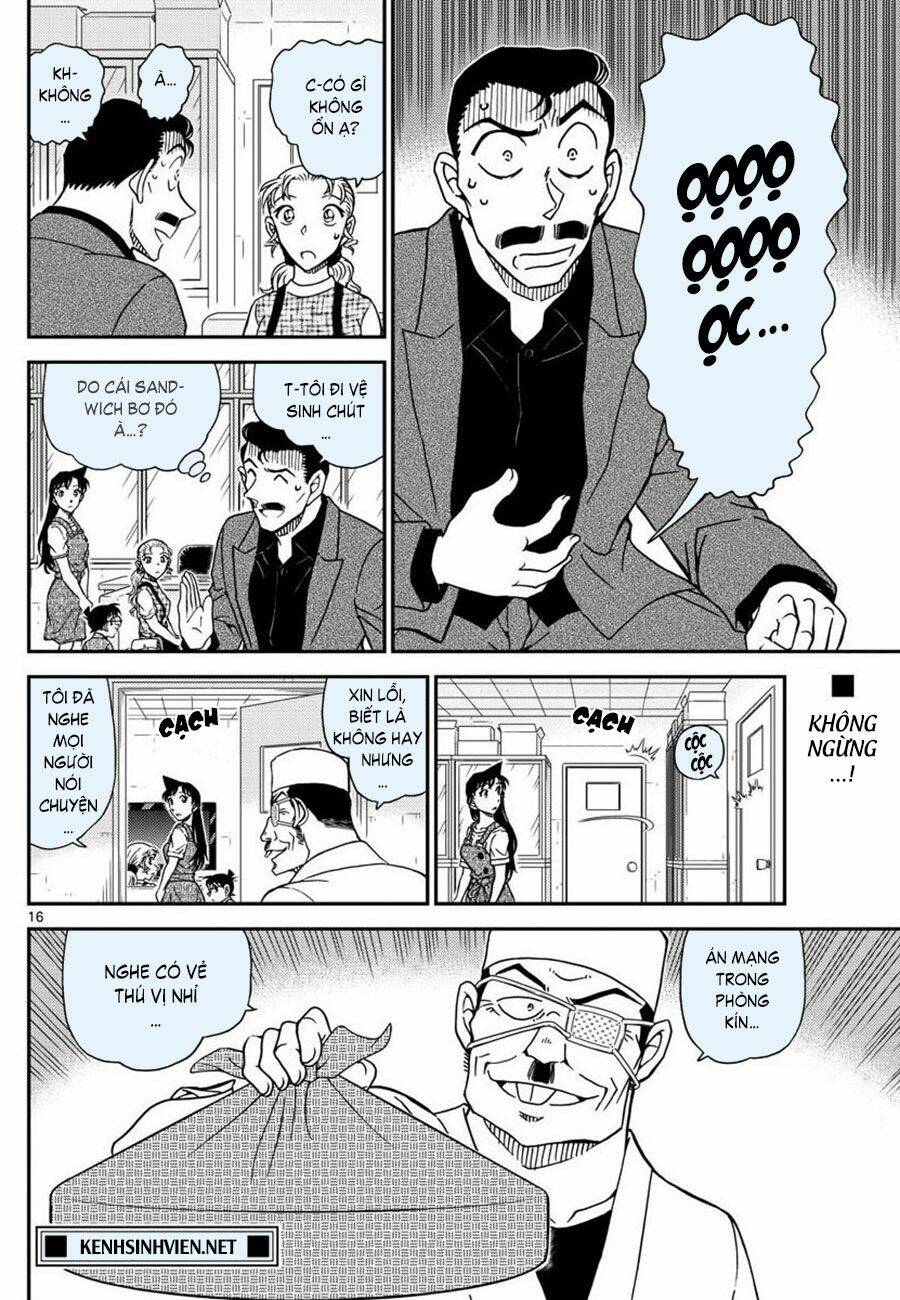 C-CÓ GÌ
KHÔNG
ỔN Ạ?
À...
KH-
KHÔNG
...
ỌỌỌỌ
ỌỌỌỌ
ỌC...
T-TÔI ĐI VỆ
SINH CHÚT
...
DO CÁI SAND-
WICH BƠ ĐÓ
À...?
KHÔNG
NGỪNG
...!
CỘC
CỘC
CẠCH
XIN LỖI,
BIẾT LÀ
KHÔNG HAY
NHƯNG
...
CẠCH
TÔI ĐÃ
NGHE
MỌI
NGƯỜI
NÓI
CHUYỆN
...
16
ÁN MẠNG
TRONG
PHÒNG
KÍN...
NGHE CÓ VẺ
THÚ VỊ NHỈ
...
KENHSINHVIEN.NET